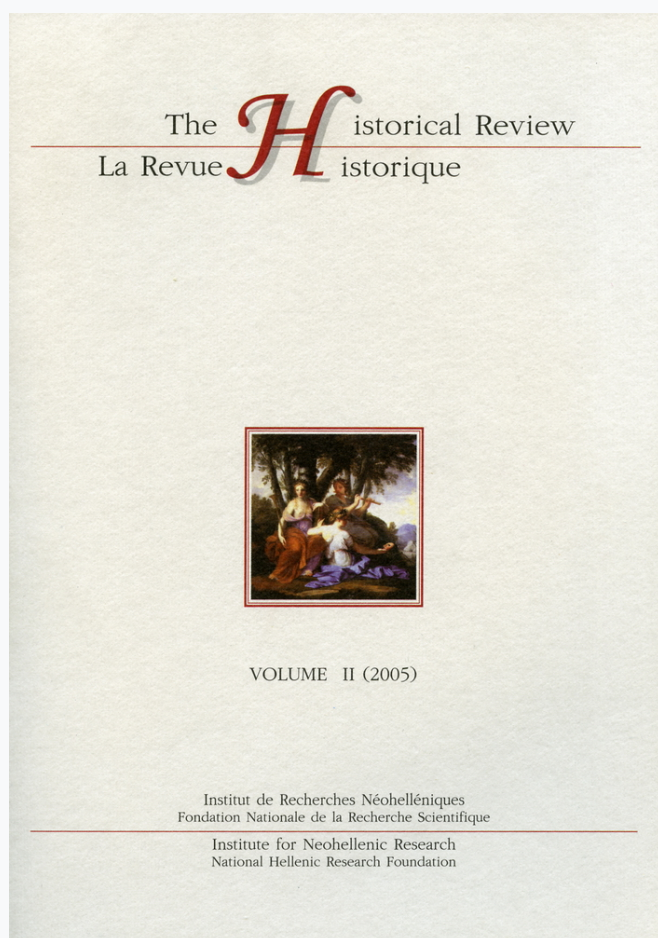 The Historical Review
La Revue Historique
VOLUME II (2005)
Institut de Recherches Néohelléniques
Fondation Nationale de la Recherche Scientifique
Institute for Neohellenic Research
National Hellenic Research Foundation